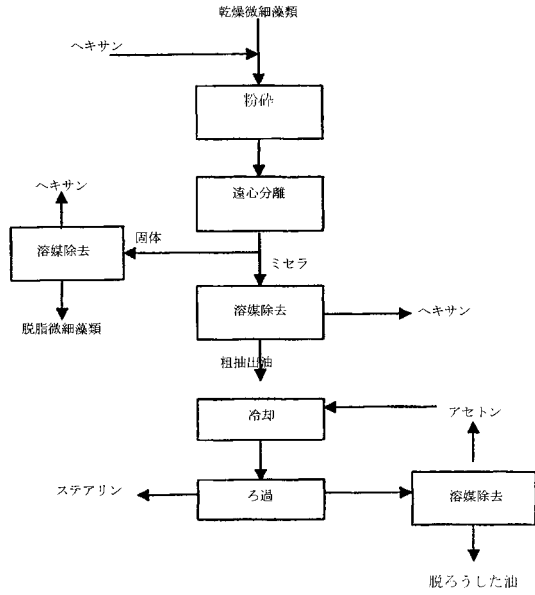 乾燥微細藻類
ヘキサン
粉砕
遠心分離
ヘキサン
固体
溶媒除去
ミセラ
溶媒除去
ヘキサン
脱脂微細藻類
粗抽出油
冷却
アセトン
ステアリン
ろ過
溶媒除去
脱ろうした油